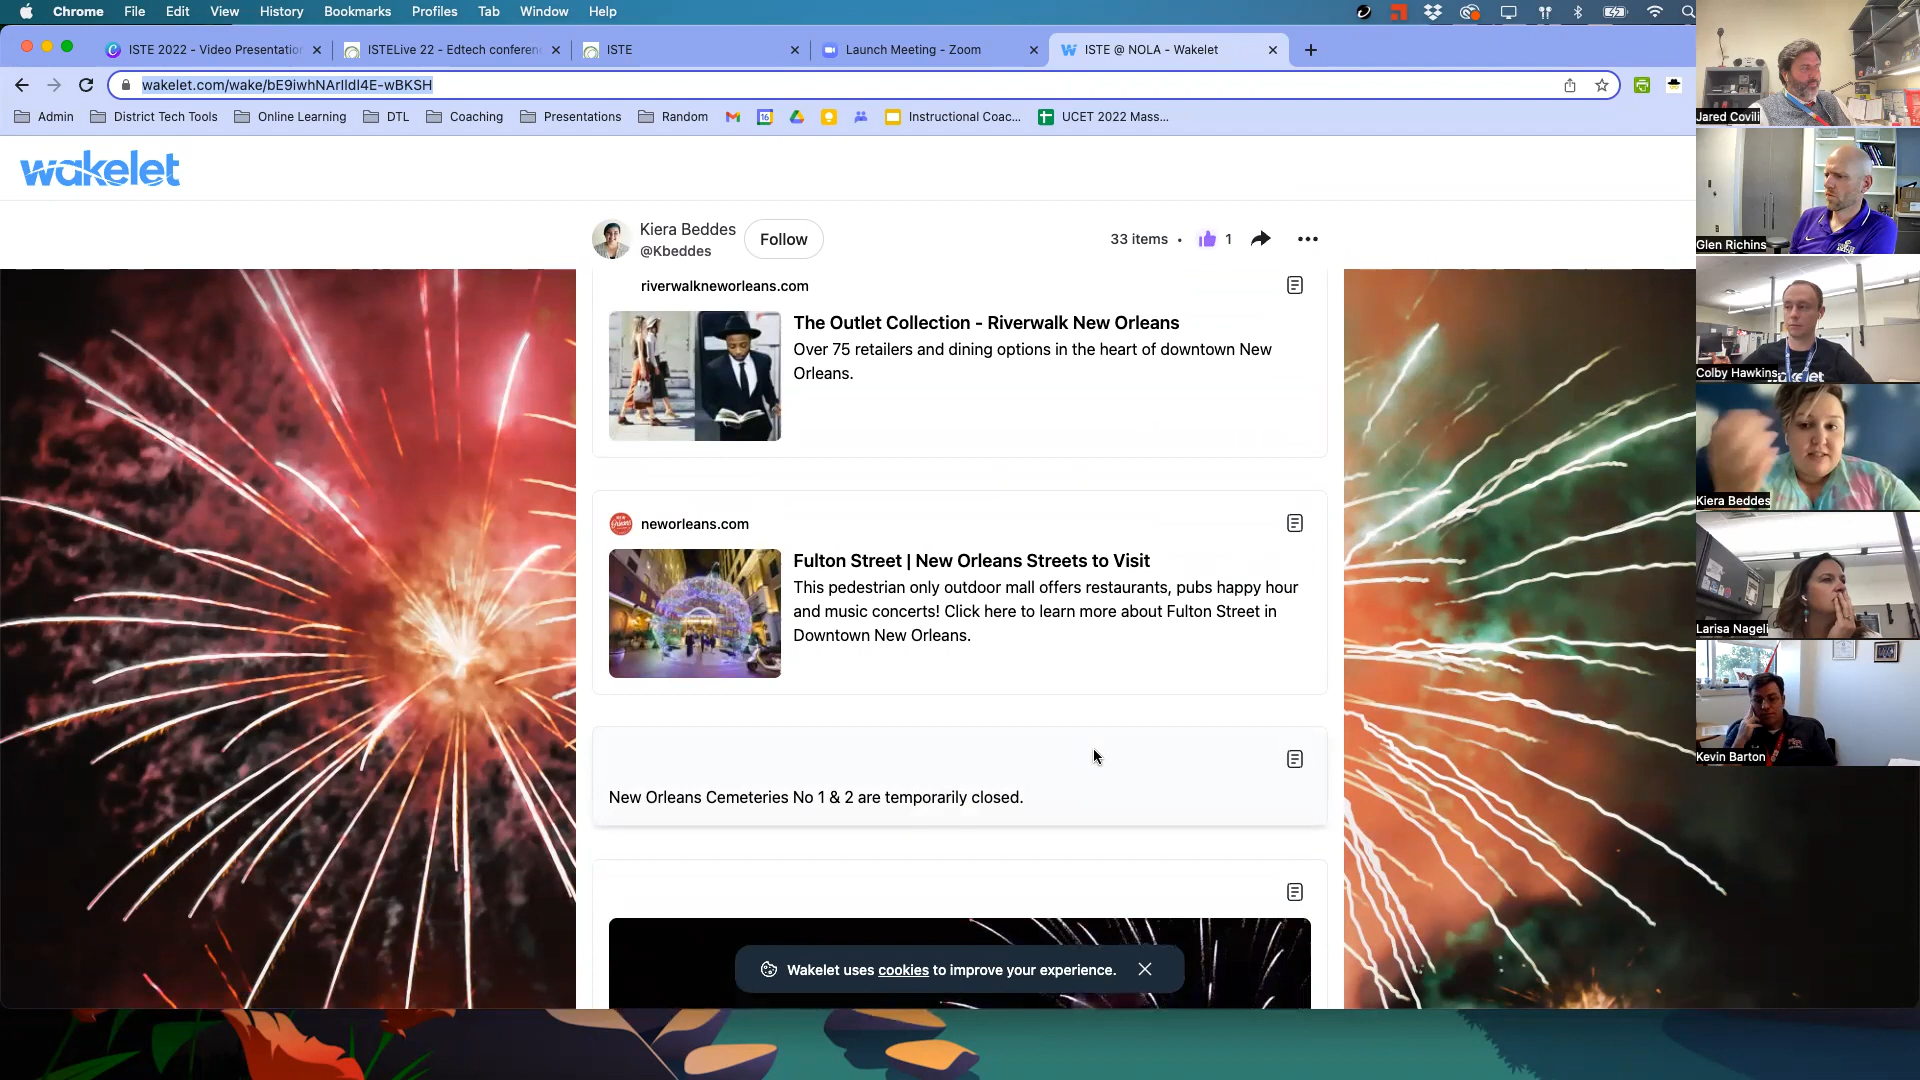 Chrome File Edit View History Bookmarks Profiles Tab Window Help
ISTE 2022 - Video Presentatio
ISTELive 22 - Edtech conferen
ISTE
Launch Meeting - Zoom
ISTE @ NOLA - Wakelet
wakelet.com/wake/bE9iwhNArIldI4E-wBKSH
Admin District Tech Tools Online Learning DTL Coaching Presentations Random Instructional Coac... UCET 2022 Mass...
wakelet
Kiera Beddes
@Kbeddes
Follow
33 items • 1
riverwalkneworleans.com
The Outlet Collection - Riverwalk New Orleans
Over 75 retailers and dining options in the heart of downtown New
Orleans.
neworleans.com
Fulton Street | New Orleans Streets to Visit
This pedestrian only outdoor mall offers restaurants, pubs happy hour
and music concerts! Click here to learn more about Fulton Street in
Downtown New Orleans.
New Orleans Cemeteries No 1 & 2 are temporarily closed.
Wakelet uses cookies to improve your experience.
Jared Covili
Glen Richins
Colby Hawkins
Kiera Beddes
Larisa Nageli
Kevin Barton